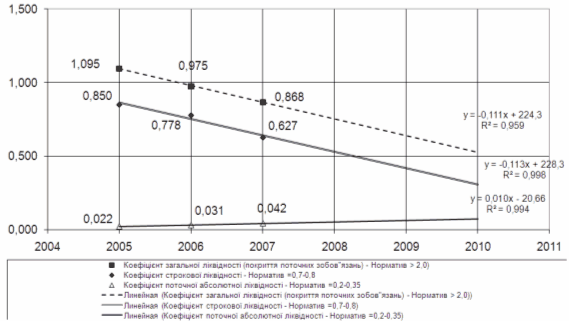 1,500
1,095
0,975
1,000
0,868
0,850
0,778
0,627
y = -0,111x + 224,3
R² = 0,959
0,500
y = -0,113x + 228,3
R² = 0,998
y = 0,010x - 20,66
R² = 0,994
0,022
0,031
0,042
0,000
2004 2005 2006 2007 2008 2009 2010 2011
Коефіцієнт загальної ліквідності (покриття поточних зобов"язань) - Норматив > 2,0)
Коефіцієнт строкової ліквідності - Норматив =0,7-0,8
Коефіцієнт поточної абсолютної ліквідності - Норматив =0,2-0,35
Линейная (Коефіцієнт загальної ліквідності (покриття поточних зобов"язань) - Норматив > 2,0))
Линейная (Коефіцієнт строкової ліквідності - Норматив =0,7-0,8)
Линейная (Коефіцієнт поточної абсолютної ліквідності - Норматив =0,2-0,35)